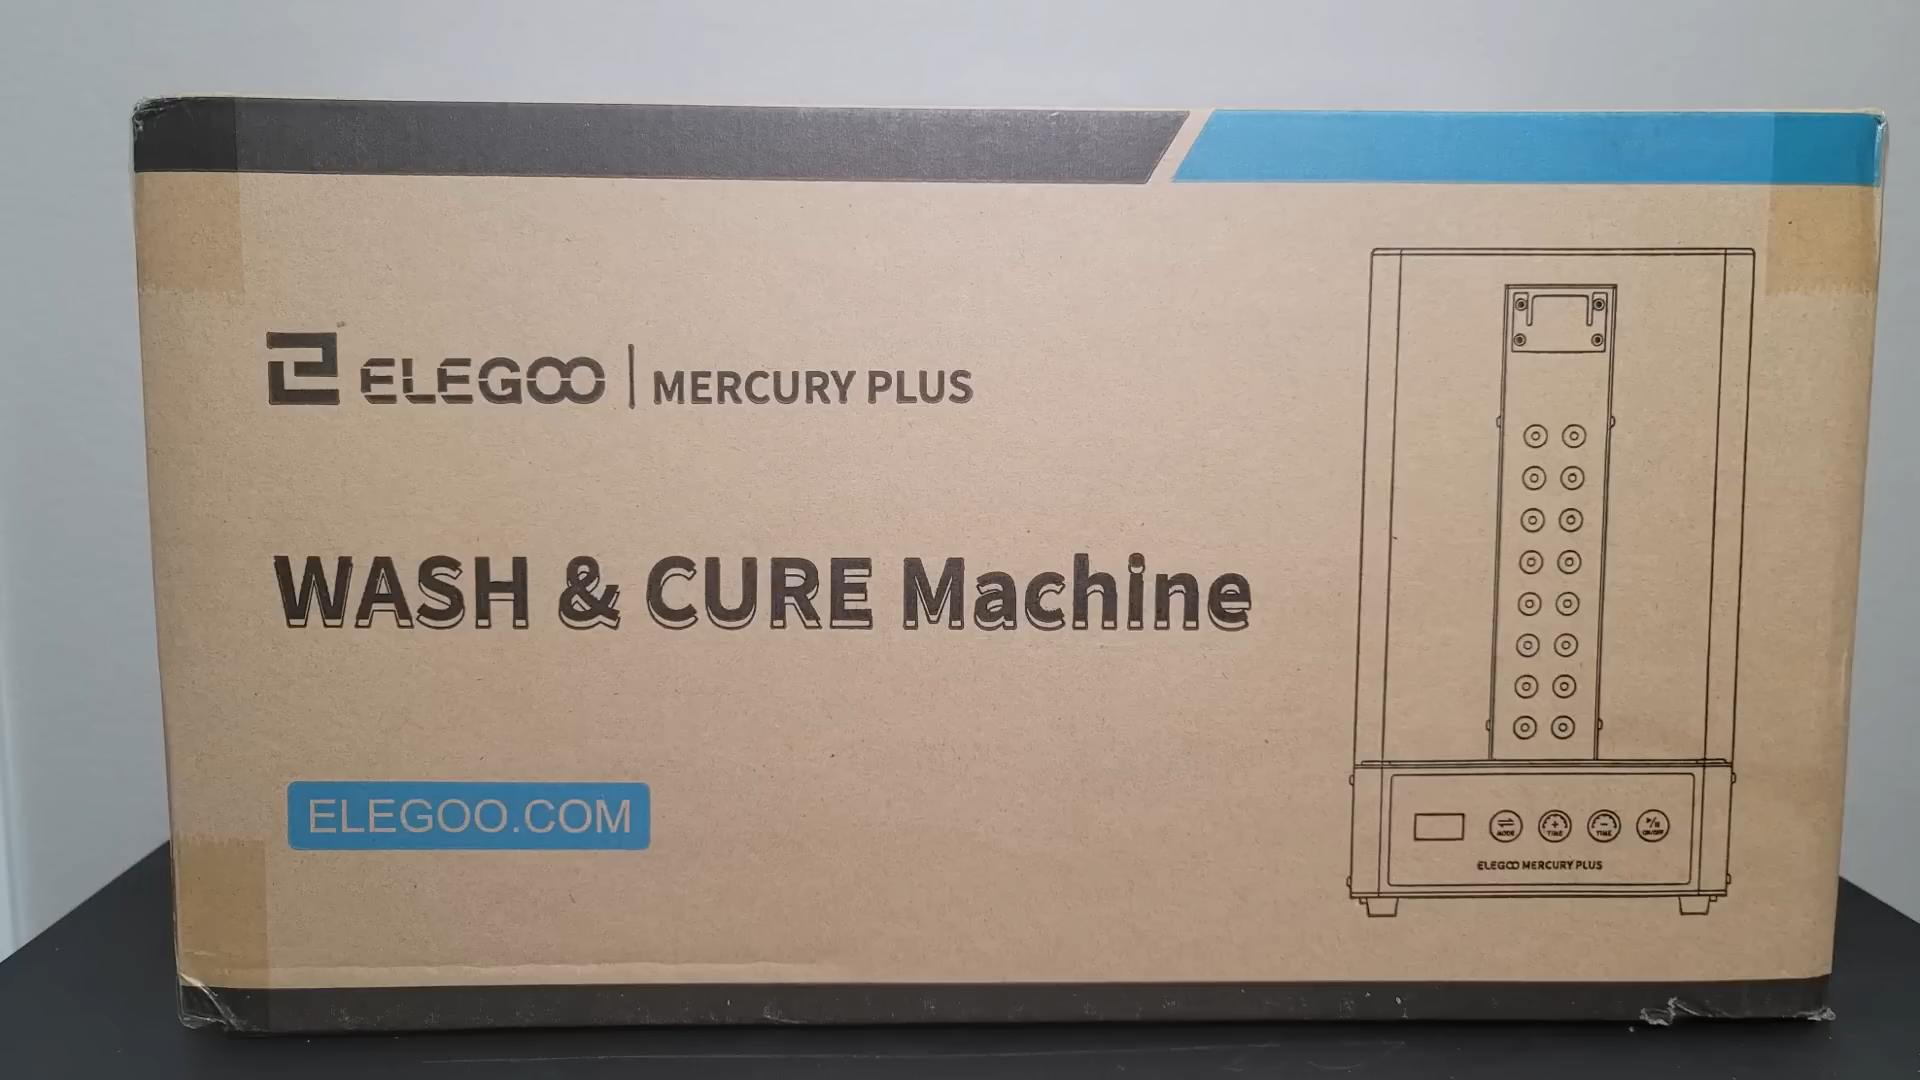 ELEGOO | MERCURY PLUS
WASH & CURE Machine
ELEGOO.COM
MODE
TIME
TIME
ON/OFF
ELEGOO MERCURY PLUS